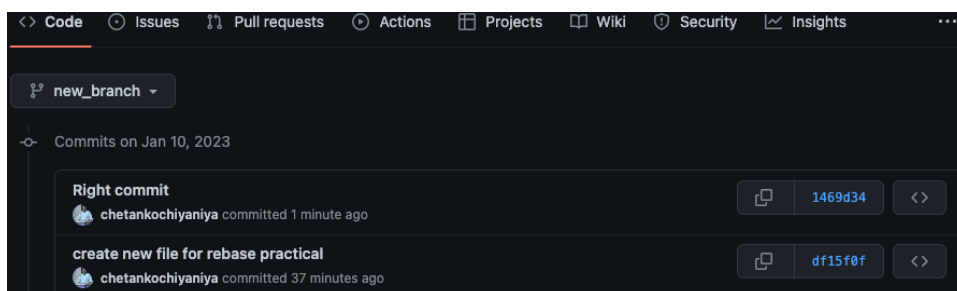 <> Code Issues Pull requests Actions Projects Wiki Security Insights ...
new_branch
Commits on Jan 10, 2023
Right commit
1469d34 <>
chetankochiyaniya committed 1 minute ago
create new file for rebase practical
df15f0f <>
chetankochiyaniya committed 37 minutes ago